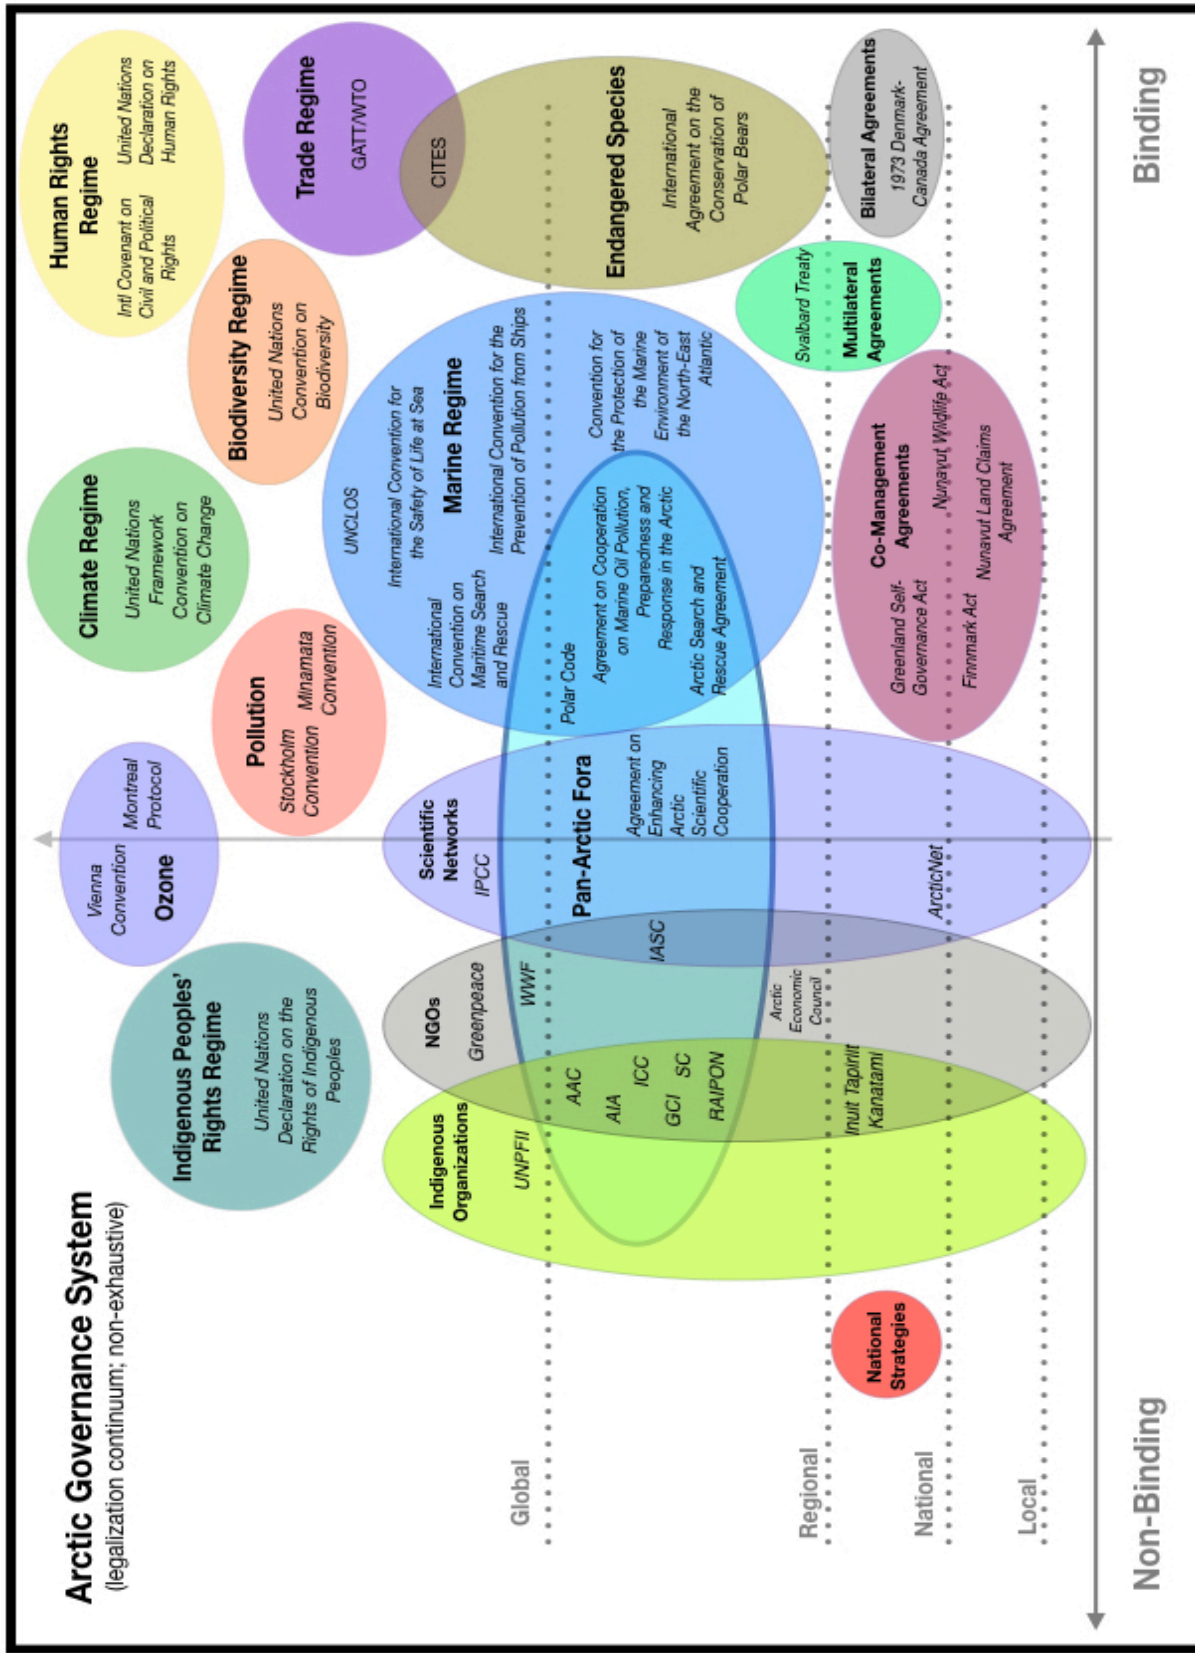 Arctic Governance System
(legalization continuum; non-exhaustive)
Indigenous Peoples'
Rights Regime
United Nations
Declaration on the
Rights of Indigenous
Peoples
Vienna
Convention
Montreal
Protocol
Ozone
Climate Regime
United Nations
Framework
Convention on
Climate Change
Human Rights
Regime
Intl Covenant on
Civil and Political
Rights
United Nations
Declaration on
Human Rights
Pollution
Stockholm
Convention
Minamata
Convention
Biodiversity Regime
United Nations
Convention on
Biodiversity
Trade Regime
GATT/WTO
CITES
Endangered Species
International
Agreement on the
Conservation of
Polar Bears
Indigenous
Organizations
UNPFII
NGOs
Greenpeace
WWF
Scientific
Networks
IPCC
Marine Regime
UNCLOS
International Convention for
the Safety of Life at Sea
International
Convention on
Maritime Search
and Rescue
International Convention for the
Prevention of Pollution from Ships
Convention for
the Protection of
the Marine
Environment of
the North-East
Atlantic
Pan-Arctic Fora
AAC
AIA
ICC
GCI
SC
RAIPON
IASC
Agreement on
Enhancing
Arctic
Scientific
Cooperation
Polar Code
Agreement on Cooperation
on Marine Oil Pollution,
Preparedness and
Response in the Arctic
Arctic Search and
Rescue Agreement
Arctic
Economic
Council
Inuit Tapiriit
Kanatami
ArcticNet
National
Strategies
Co-Management
Agreements
Greenland Self-
Governance Act
Finnmark Act
Nunavut Wildlife Act
Nunavut Land Claims
Agreement
Svalbard Treaty
Multilateral
Agreements
Bilateral Agreements
1973 Denmark-
Canada Agreement
Global
Regional
National
Local
Non-Binding
Binding